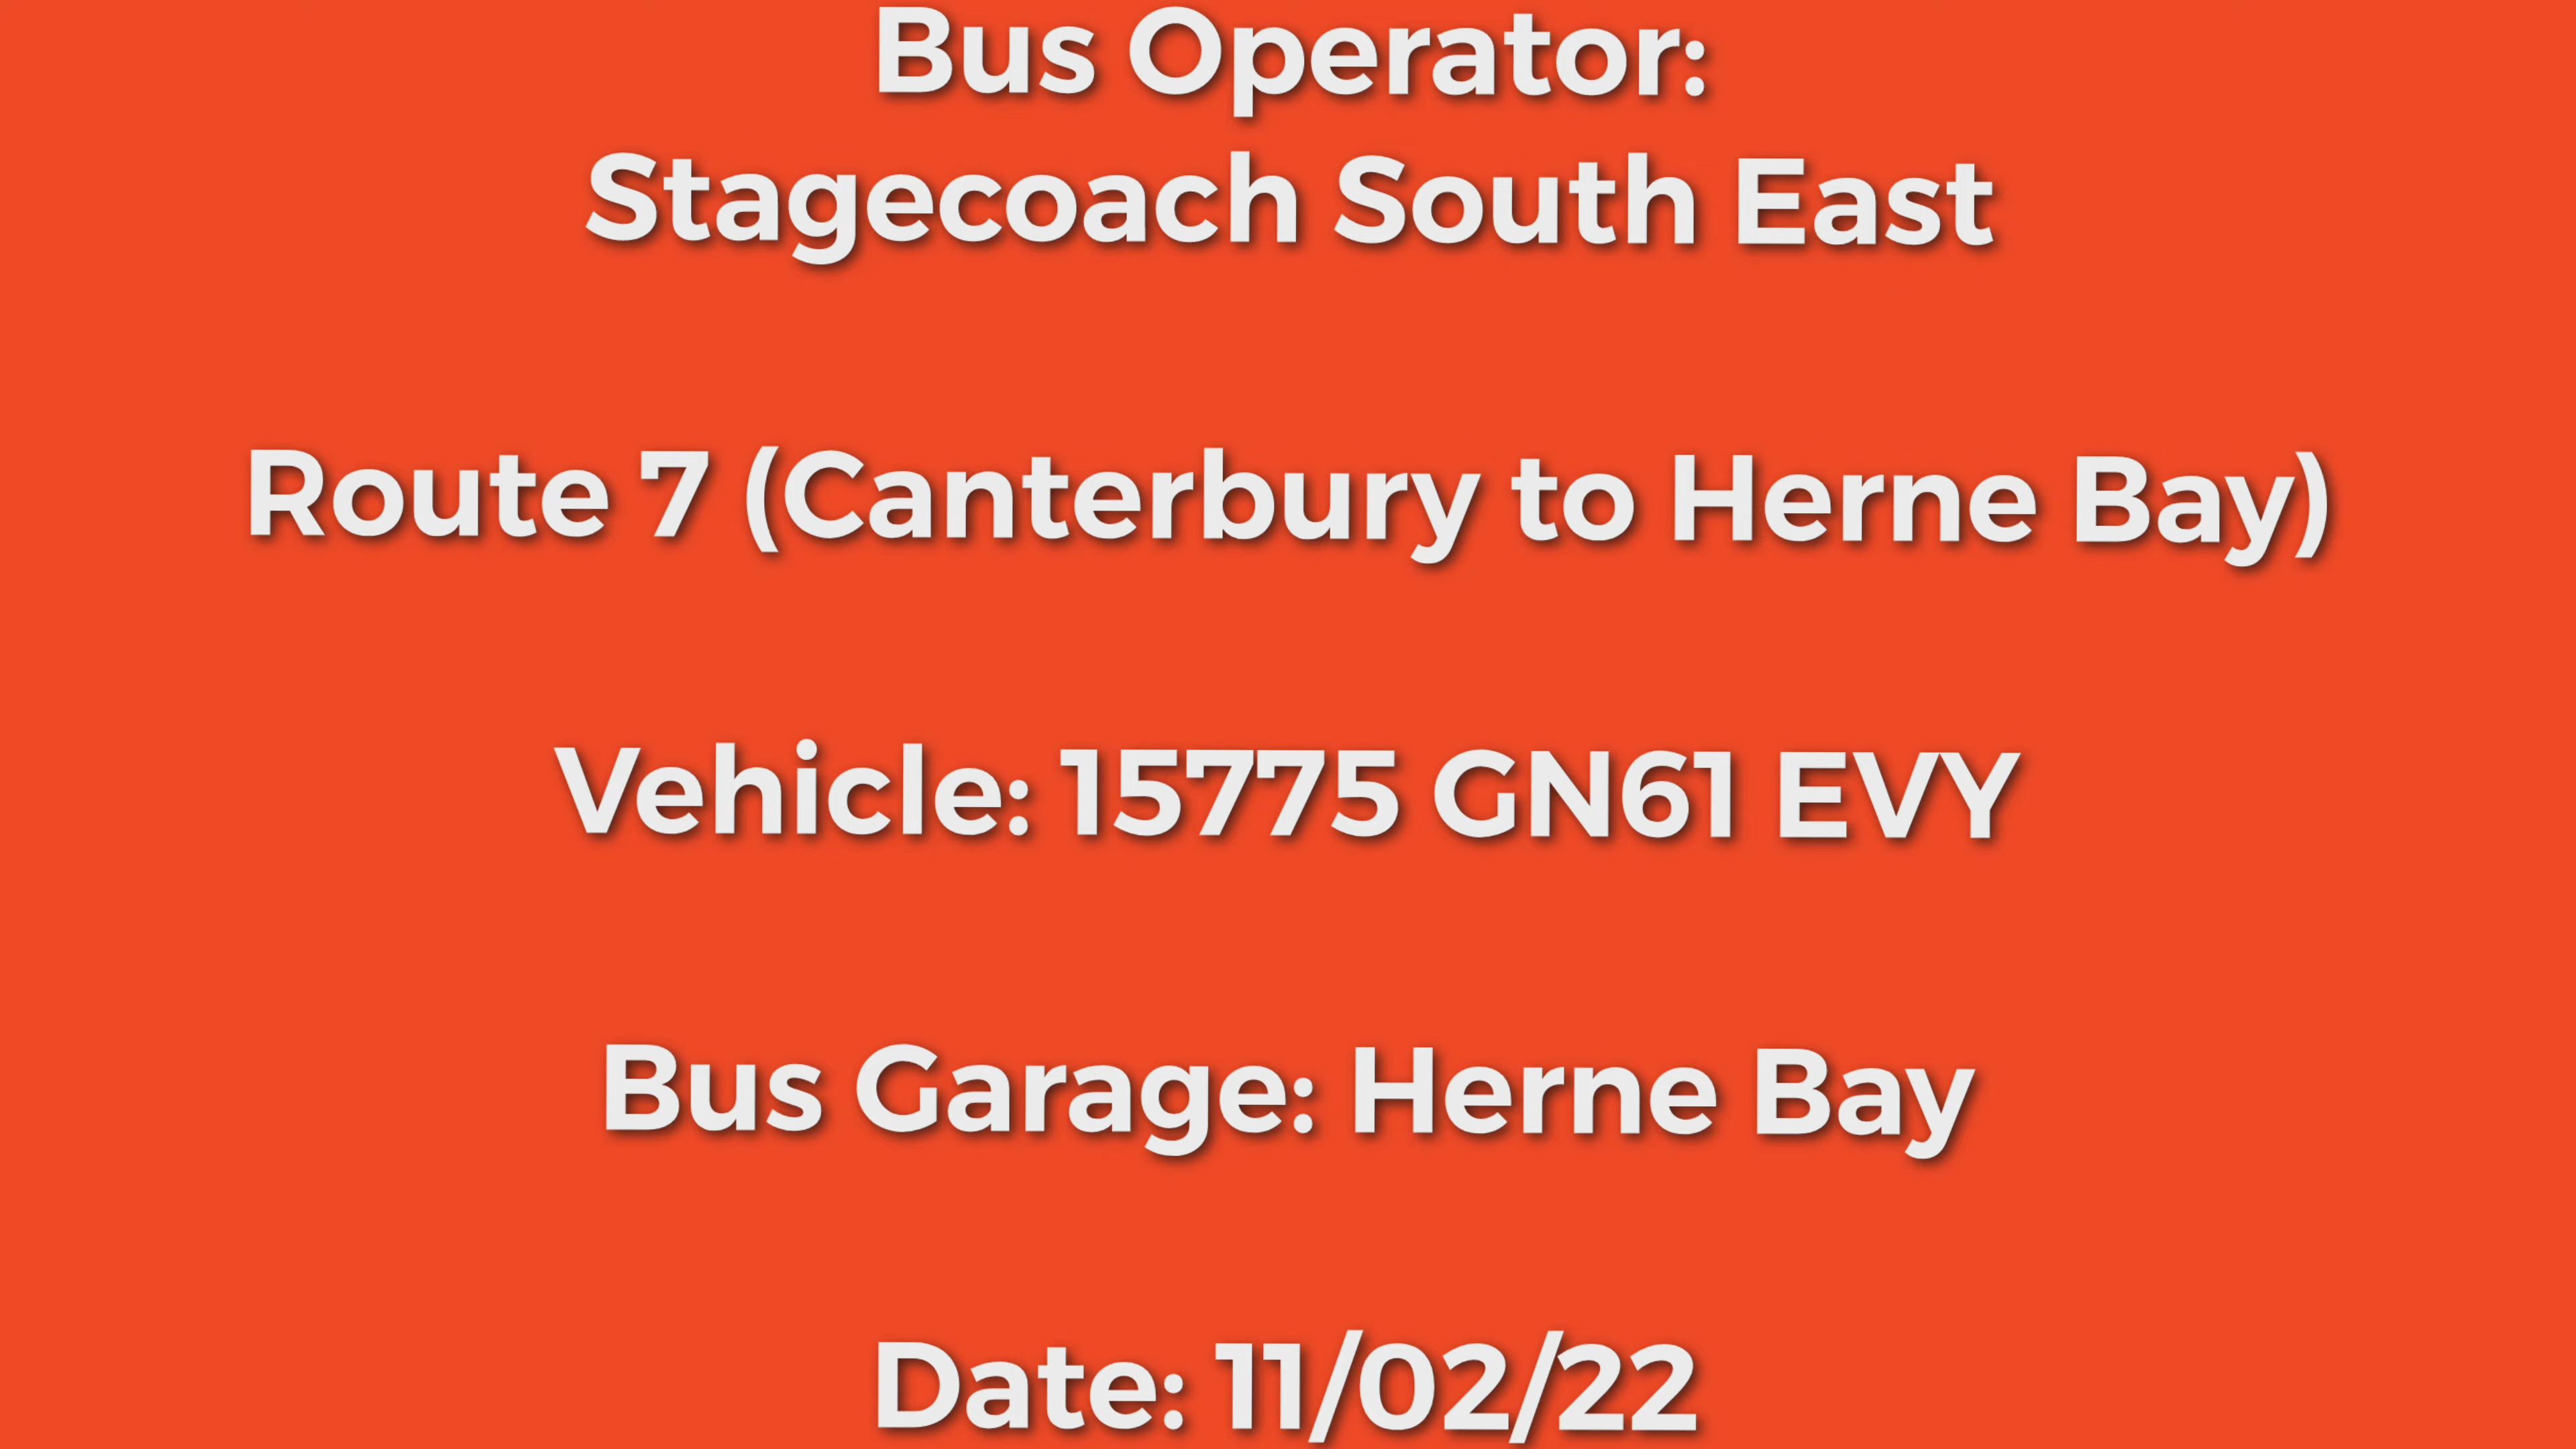 Bus Operator:
Stagecoach South East
Route 7 (Canterbury to Herne Bay)
Vehicle: 15775 GN61 EVY
Bus Garage: Herne Bay
Date: 11/02/22